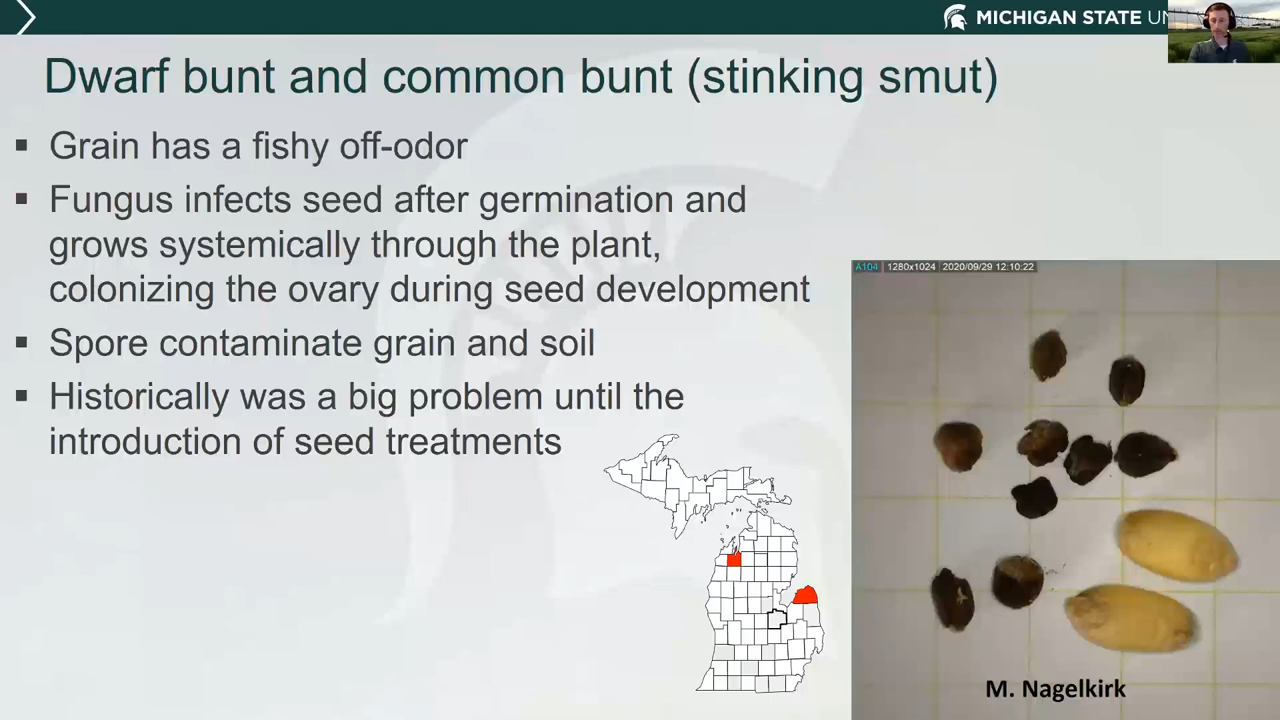 MICHIGAN STATE
Dwarf bunt and common bunt (stinking smut)
▪ Grain has a fishy off-odor
▪ Fungus infects seed after germination and
grows systemically through the plant,
colonizing the ovary during seed development
▪ Spore contaminate grain and soil
▪ Historically was a big problem until the
introduction of seed treatments
A104 1280x1024 2020/09/29 12:10:22
M. Nagelkirk